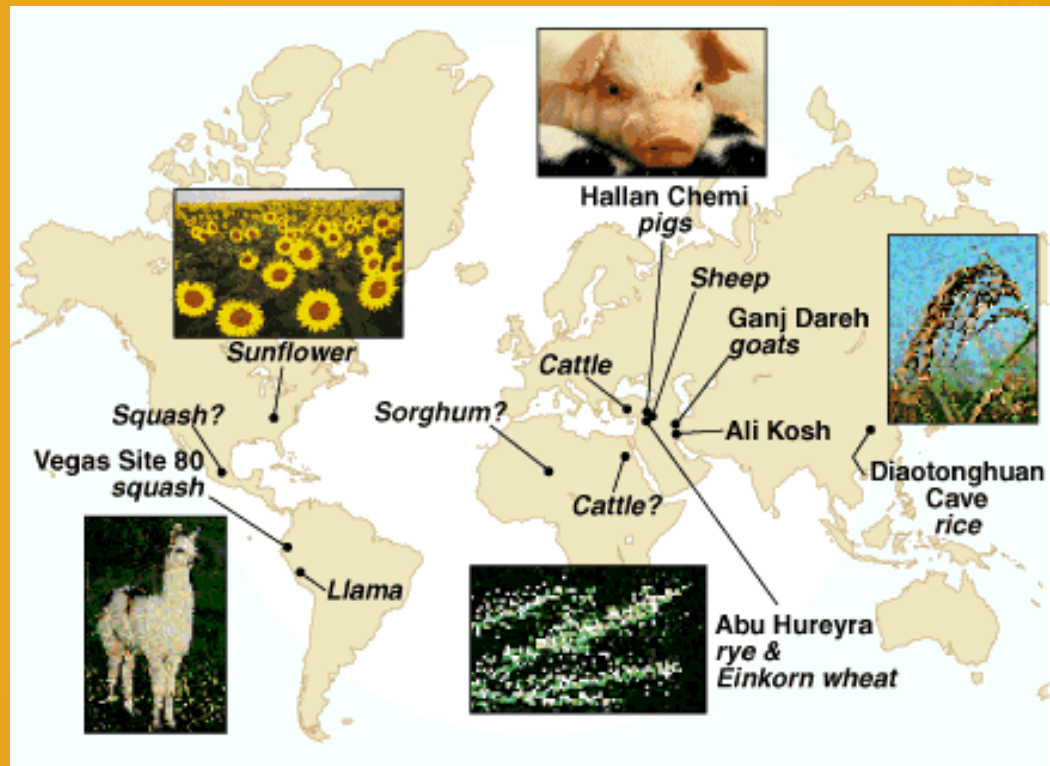 Hallan Chemi
pigs
Sheep
Ganj Dareh
goats
Sunflower
Cattle
Squash?
Sorghum?
Ali Kosh
Vegas Site 80
squash
Diaotonghuan
Cave
rice
Cattle?
Llama
Abu Hureyra
rye &
Einkorn wheat